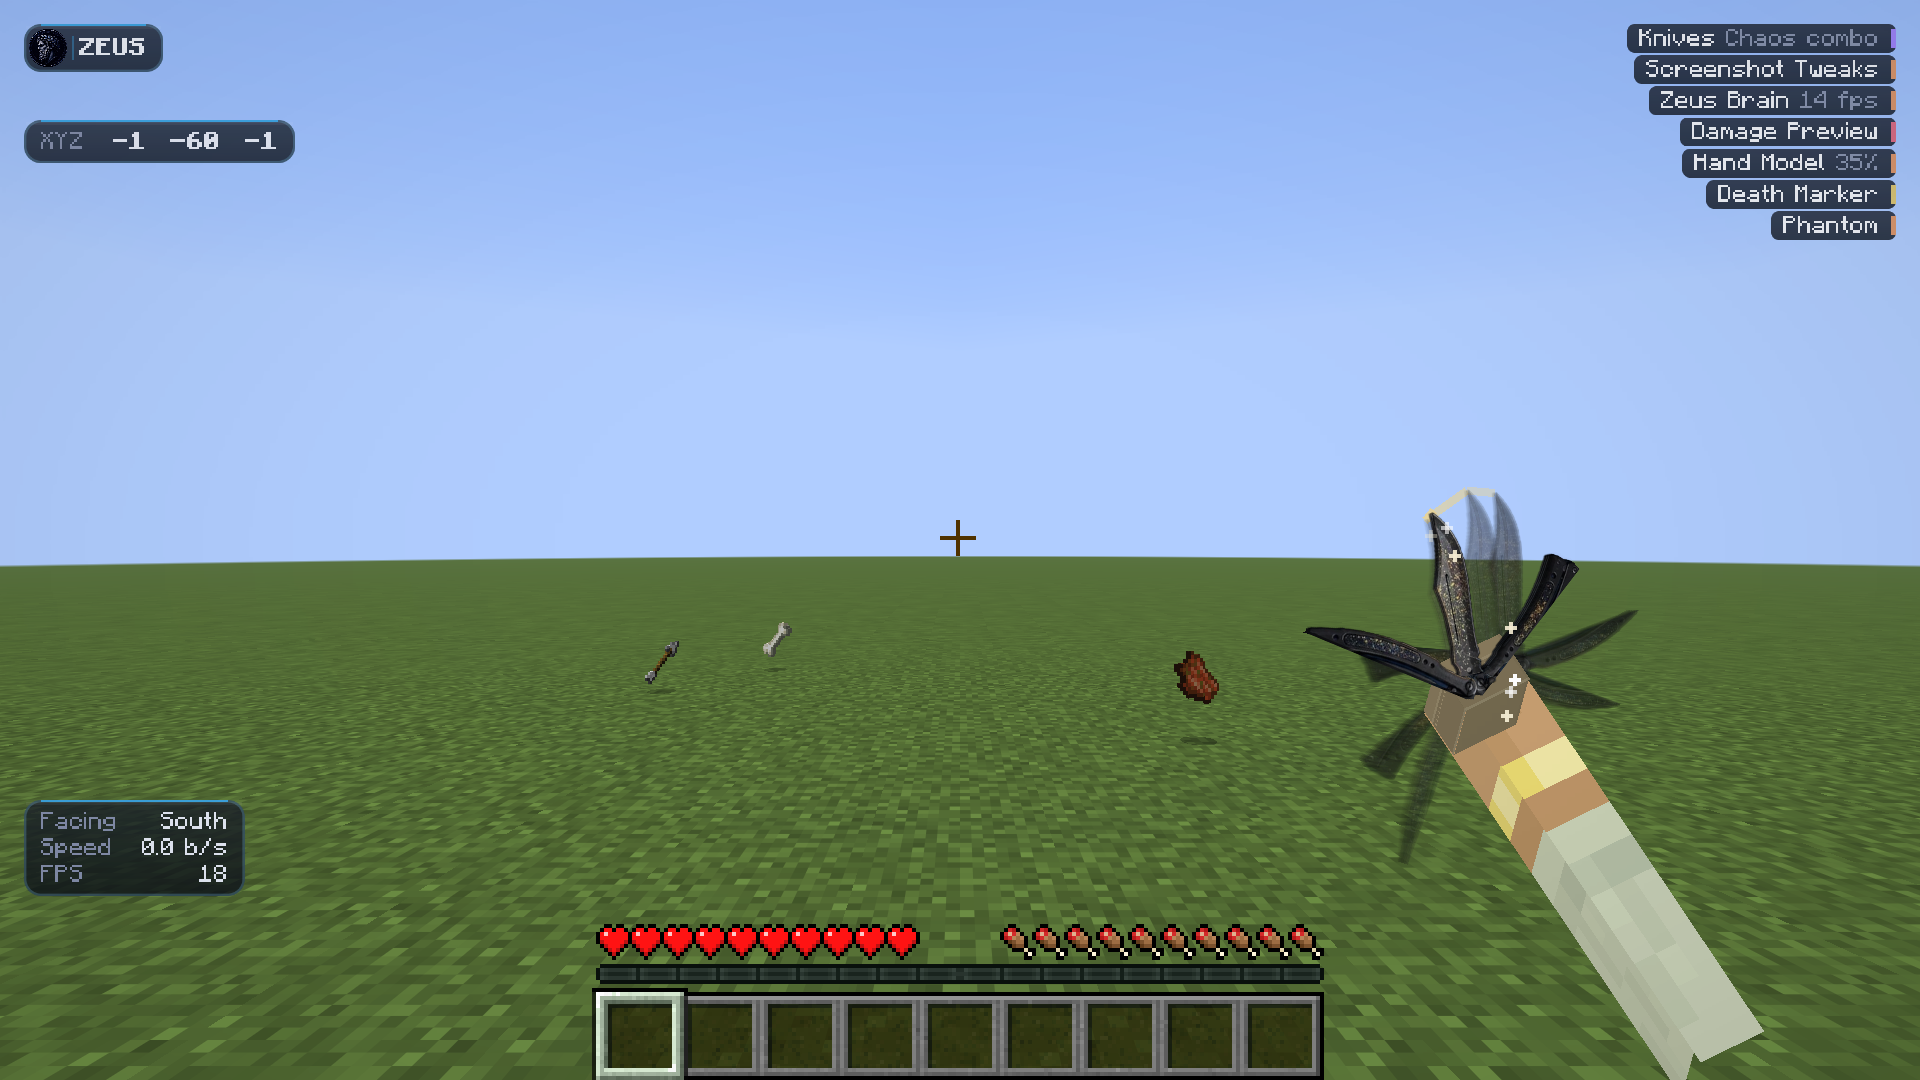 ZEUS
XYZ -1 -60 -1
Knives Chaos combo
Screenshot Tweaks
Zeus Brain 14 fps
Damage Preview
Hand Model 35%
Death Marker
Phantom
Facing South
Speed 0.0 b/s
FPS 18